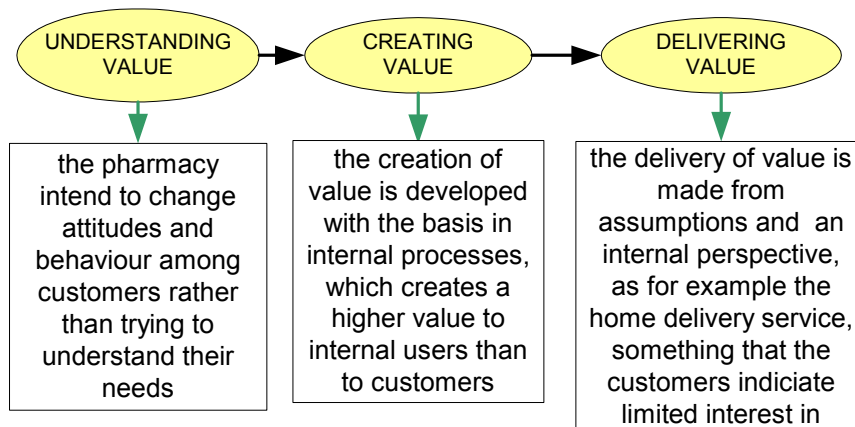 UNDERSTANDING
VALUE
CREATING
VALUE
DELIVERING
VALUE
the pharmacy
intend to change
attitudes and
behaviour among
customers rather
than trying to
understand their
needs
the creation of
value is developed
with the basis in
internal processes,
which creates a
higher value to
internal users than
to customers
the delivery of value is
made from
assumptions and an
internal perspective,
as for example the
home delivery service,
something that the
customers indiciate
limited interest in